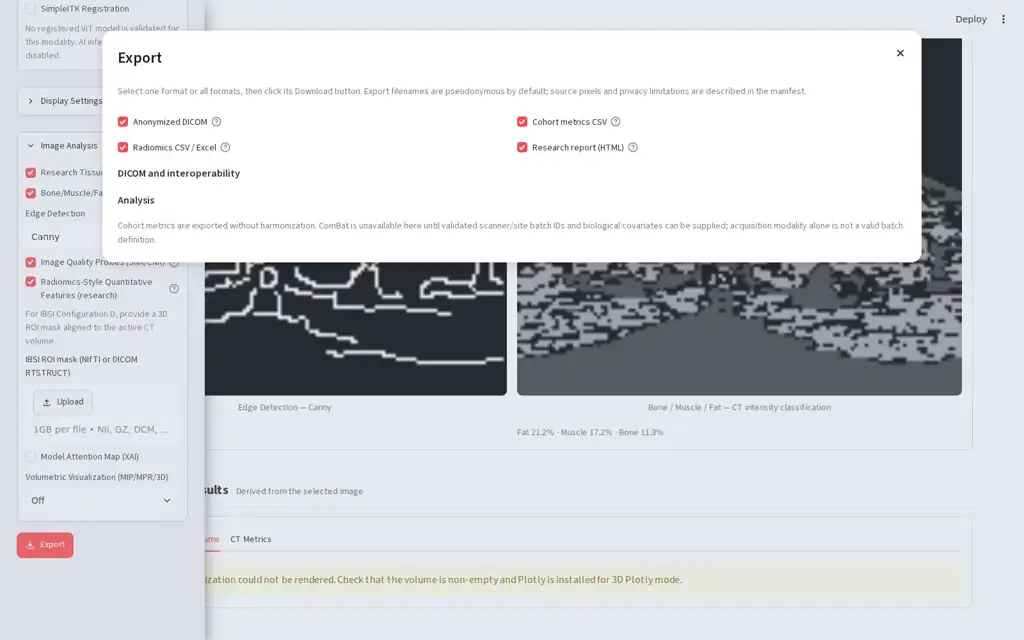 SimpleITK Registration
No registered ViT model is validated for
this modality. AI
disabled.
Display Settings
Image Analysis
Research
Bone/Muscle/
Edge Detection
Canny
Image Quality Proxies (SNR/CNR)
Radiomics-Style Quantitative
Features (research)
For IBSI Configuration D, provide a 3D
ROI mask aligned to the active CT
volume.
IBSI ROI mask (NIfTI or DICOM
RTSTRUCT)
Upload
1GB per file • NII, GZ, DCM, ...
Model Attention Map (XAI)
Volumetric Visualization (MIP/MPR/3D)
Off
Export
Deploy
Export
Select one format or all formats, then click its Download button. Export filenames are pseudonymous by default; source pixels and privacy limitations are described in the manifest.
Anonymized DICOM
Cohort metrics CSV
Radiomics CSV / Excel
Research report (HTML)
DICOM and interoperability
Analysis
Cohort metrics are exported without harmonization. ComBat is unavailable here until validated scanner/site batch IDs and biological covariates can be supplied; acquisition modality alone is not a valid batch
definition.
Edge Detection — Canny
Bone / Muscle / Fat — CT intensity classification
Fat 21.2% · Muscle 17.2% · Bone 11.3%
sults Derived from the selected image
ume CT Metrics
ization could not be rendered. Check that the volume is non-empty and Plotly is installed for 3D Plotly mode.